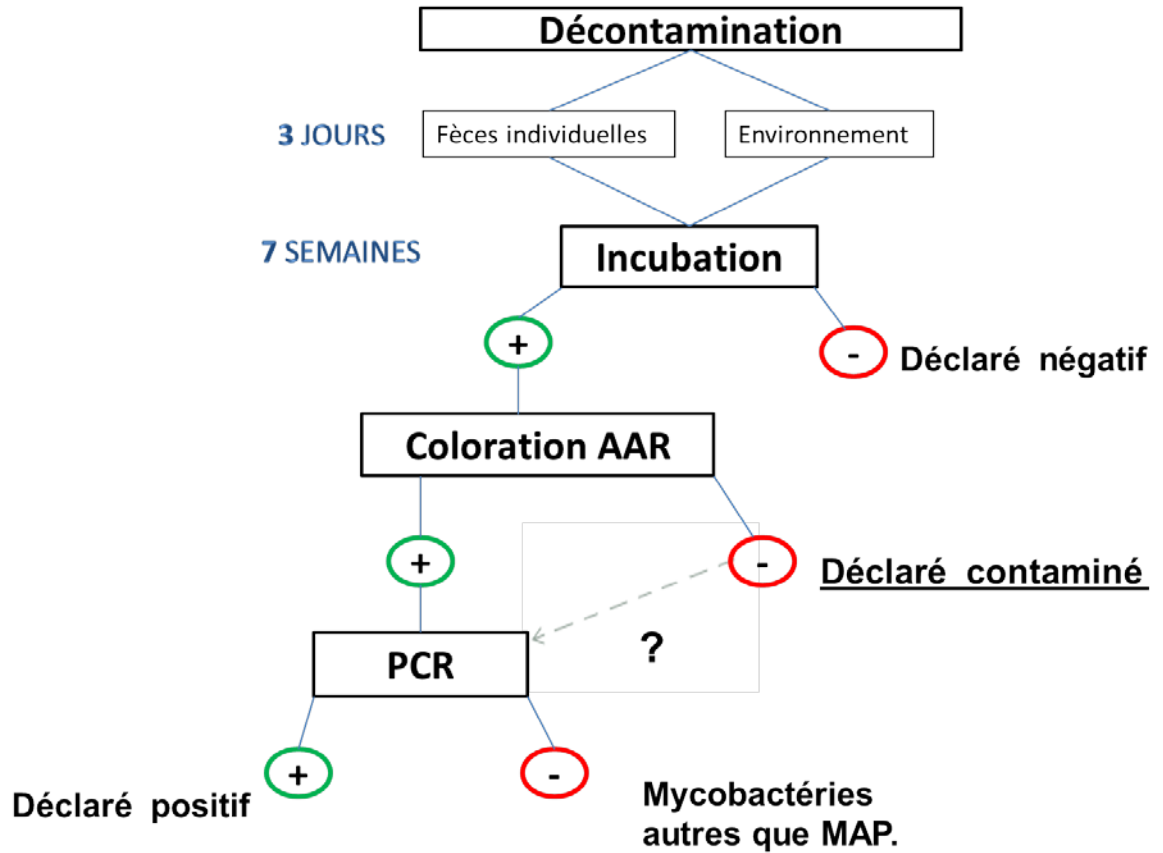 Décontamination
3 JOURS
Fèces individuelles
Environnement
7 SEMAINES
Incubation
+
-
Déclaré négatif
Coloration AAR
+
-
Déclaré contaminé
?
PCR
+
-
Déclaré positif
Mycobactéries
autres que MAP.